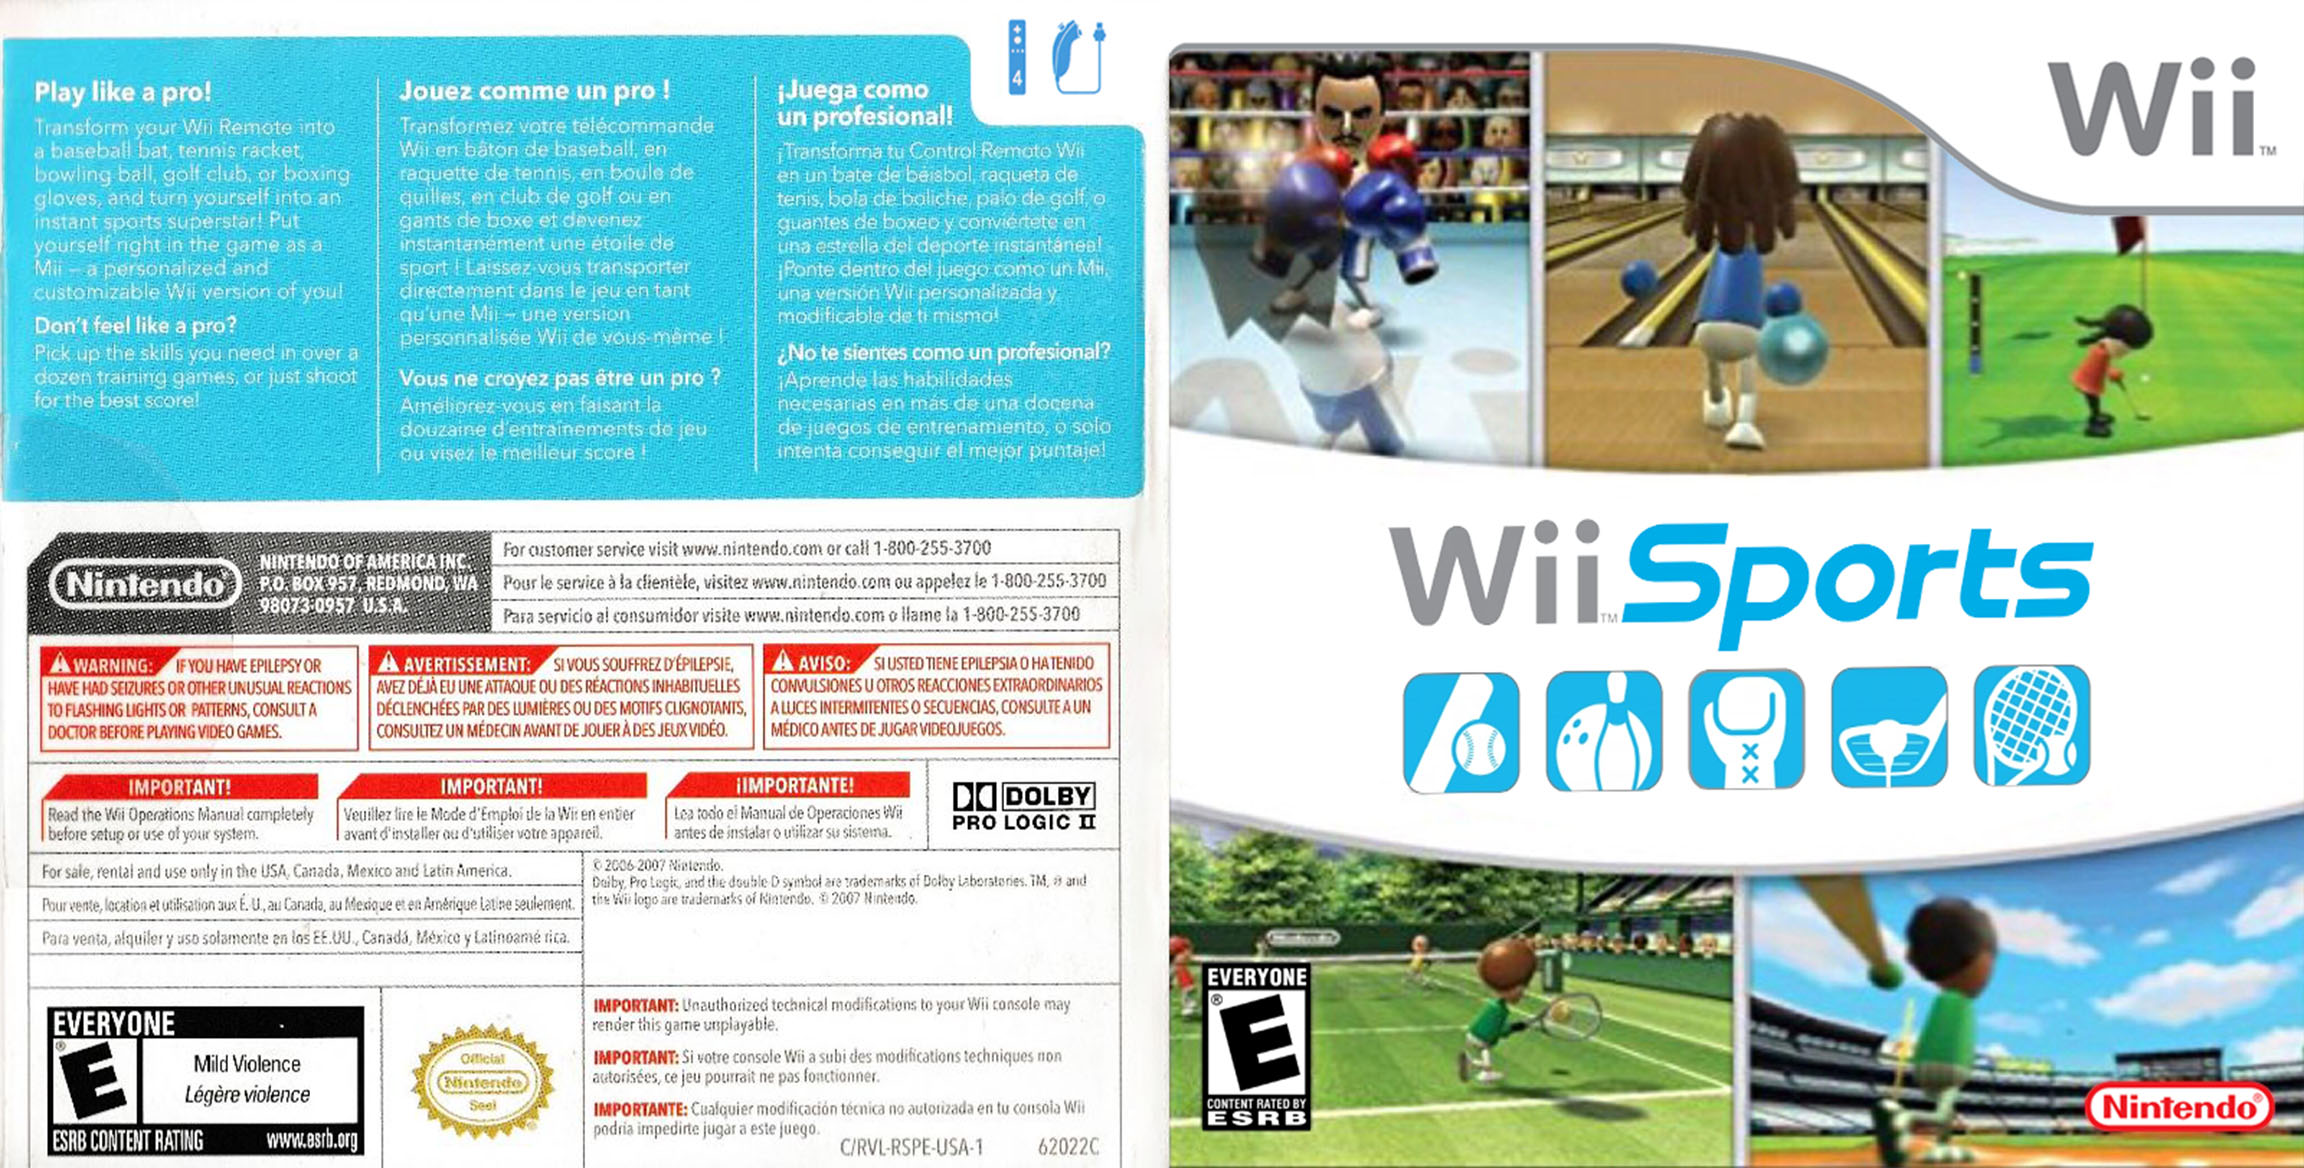 4
Play like a pro!
Transform your Wii Remote into
a baseball bat, tennis racket,
bowling ball, golf club, or boxing
gloves, and turn yourself into an
instant sports superstar! Put
yourself right in the game as a
Mii – a personalized and
customizable Wii version of you!
Don't feel like a pro?
Pick up the skills you need in over a
dozen training games, or just shoot
for the best score!
Jouez comme un pro !
Transformez votre télécommande
Wii en bâton de baseball, en
raquette de tennis, en boule de
quilles, en club de golf ou en
gants de boxe et devenez
instantanément une étoile de
sport ! Laissez-vous transporter
directement dans le jeu en tant
qu'une Mii – une version
personnalisée Wii de vous-même !
Vous ne croyez pas être un pro ?
Améliorez-vous en faisant la
douzaine d'entraînements de jeu
ou visez le meilleur score !
¡Juega como
un profesional!
¡Transforma tu Control Remoto Wii
en un bate de béisbol, raqueta de
tenis, bola de boliche, palo de golf, o
guantes de boxeo y conviértete en
una estrella del deporte instantánea!
¡Ponte dentro del juego como un Mii,
una versión Wii personalizada y
modificable de ti mismo!
¿No te sientes como un profesional?
¡Aprende las habilidades
necesarias en más de una docena
de juegos de entrenamiento, o solo
intenta conseguir el mejor puntaje!
Nintendo®
NINTENDO OF AMERICA INC.
P.O. BOX 957, REDMOND, WA
98073-0957 U.S.A.
For customer service visit www.nintendo.com or call 1-800-255-3700
Pour le service à la clientèle, visitez www.nintendo.com ou appelez le 1-800-255-3700
Para servicio al consumidor visite www.nintendo.com o llame la 1-800-255-3700
WARNING: IF YOU HAVE EPILEPSY OR
HAVE HAD SEIZURES OR OTHER UNUSUAL REACTIONS
TO FLASHING LIGHTS OR PATTERNS, CONSULT A
DOCTOR BEFORE PLAYING VIDEO GAMES.
AVERTISSEMENT: SI VOUS SOUFFREZ D'ÉPILEPSIE,
AVEZ DÉJÀ EU UNE ATTAQUE OU DES RÉACTIONS INHABITUELLES
DÉCLENCHÉES PAR DES LUMIÈRES OU DES MOTIFS CLIGNOTANTS,
CONSULTEZ UN MÉDECIN AVANT DE JOUER À DES JEUX VIDÉO.
AVISO: SI USTED TIENE EPILEPSIA O HA TENIDO
CONVULSIONES U OTROS REACCIONES EXTRAORDINARIOS
A LUCES INTERMITENTES O SECUENCIAS, CONSULTE A UN
MÉDICO ANTES DE JUGAR VIDEOJUEGOS.
IMPORTANT!
Read the Wii Operations Manual completely
before setup or use of your system.
IMPORTANT!
Veuillez lire le Mode d'Emploi de la Wii en entier
avant d'installer ou d'utiliser votre appareil.
¡IMPORTANTE!
Lea todo el Manual de Operaciones Wii
antes de instalar o utilizar su sistema.
DOLBY
PRO LOGIC II
For sale, rental and use only in the USA, Canada, Mexico and Latin America.
Pour vente, location et utilisation aux É. U., au Canada, au Mexique et en Amérique Latine seulement.
Para venta, alquiler y uso solamente en los EE.UU., Canadá, México y Latinoamé rica.
© 2006-2007 Nintendo.
Dolby, Pro Logic, and the double-D symbol are trademarks of Dolby Laboratories. TM, ® and
the Wii logo are trademarks of Nintendo. © 2007 Nintendo.
EVERYONE
E®
Mild Violence
Légère violence
ESRB CONTENT RATING www.esrb.org
Official
Nintendo
Seal
IMPORTANT: Unauthorized technical modifications to your Wii console may
render this game unplayable.
IMPORTANT: Si votre console Wii a subi des modifications techniques non
autorisées, ce jeu pourrait ne pas fonctionner.
IMPORTANTE: Cualquier modificación técnica no autorizada en tu consola Wii
podría impedirte jugar a este juego.
C/RVL-RSPE-USA-1 62022C
Wii™
Wii™ Sports
Nintendo
EVERYONE
E®
CONTENT RATED BY
ESRB
Nintendo®